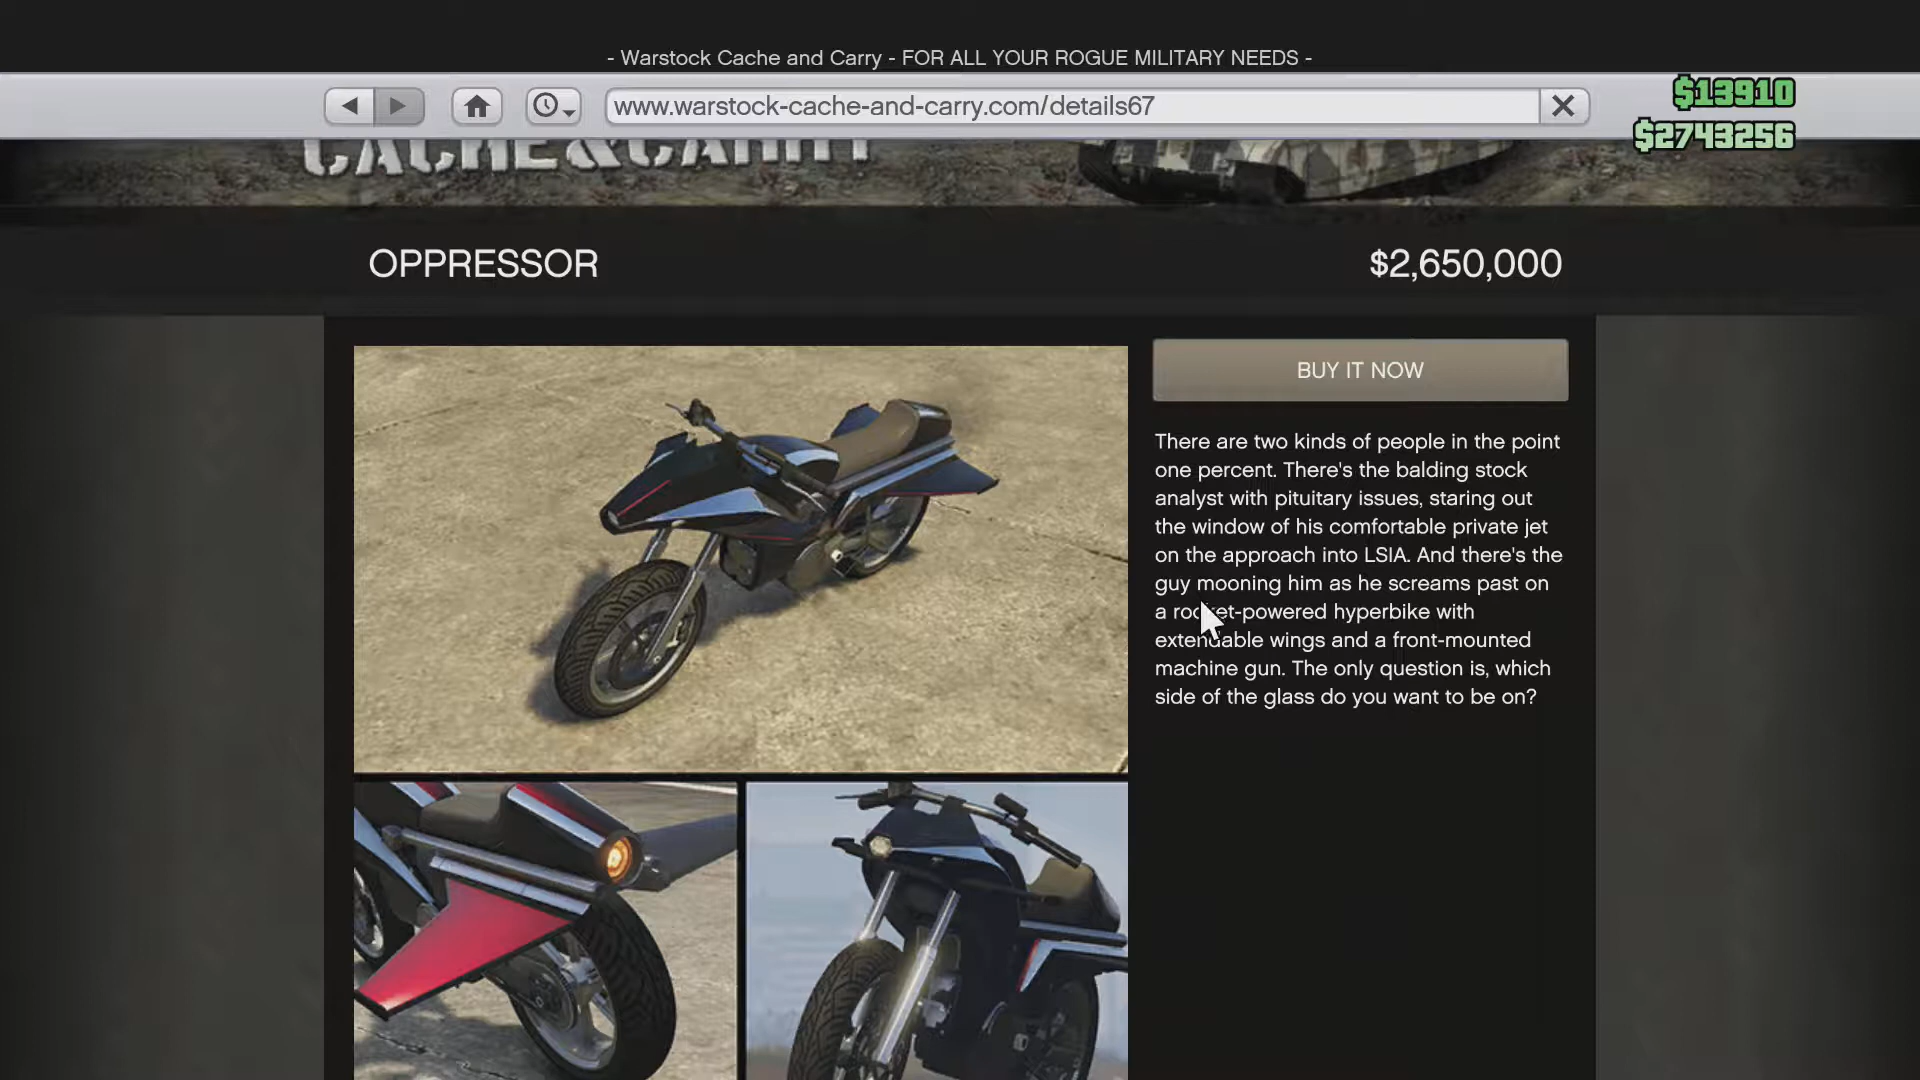 - Warstock Cache and Carry - FOR ALL YOUR ROGUE MILITARY NEEDS -
www.warstock-cache-and-carry.com/details67
$13910
$2743256
CACHE&CARRY
OPPRESSOR
$2,650,000
BUY IT NOW
There are two kinds of people in the point
one percent. There's the balding stock
analyst with pituitary issues, staring out
the window of his comfortable private jet
on the approach into LSIA. And there's the
guy mooning him as he screams past on
a rocket-powered hyperbike with
extendable wings and a front-mounted
machine gun. The only question is, which
side of the glass do you want to be on?